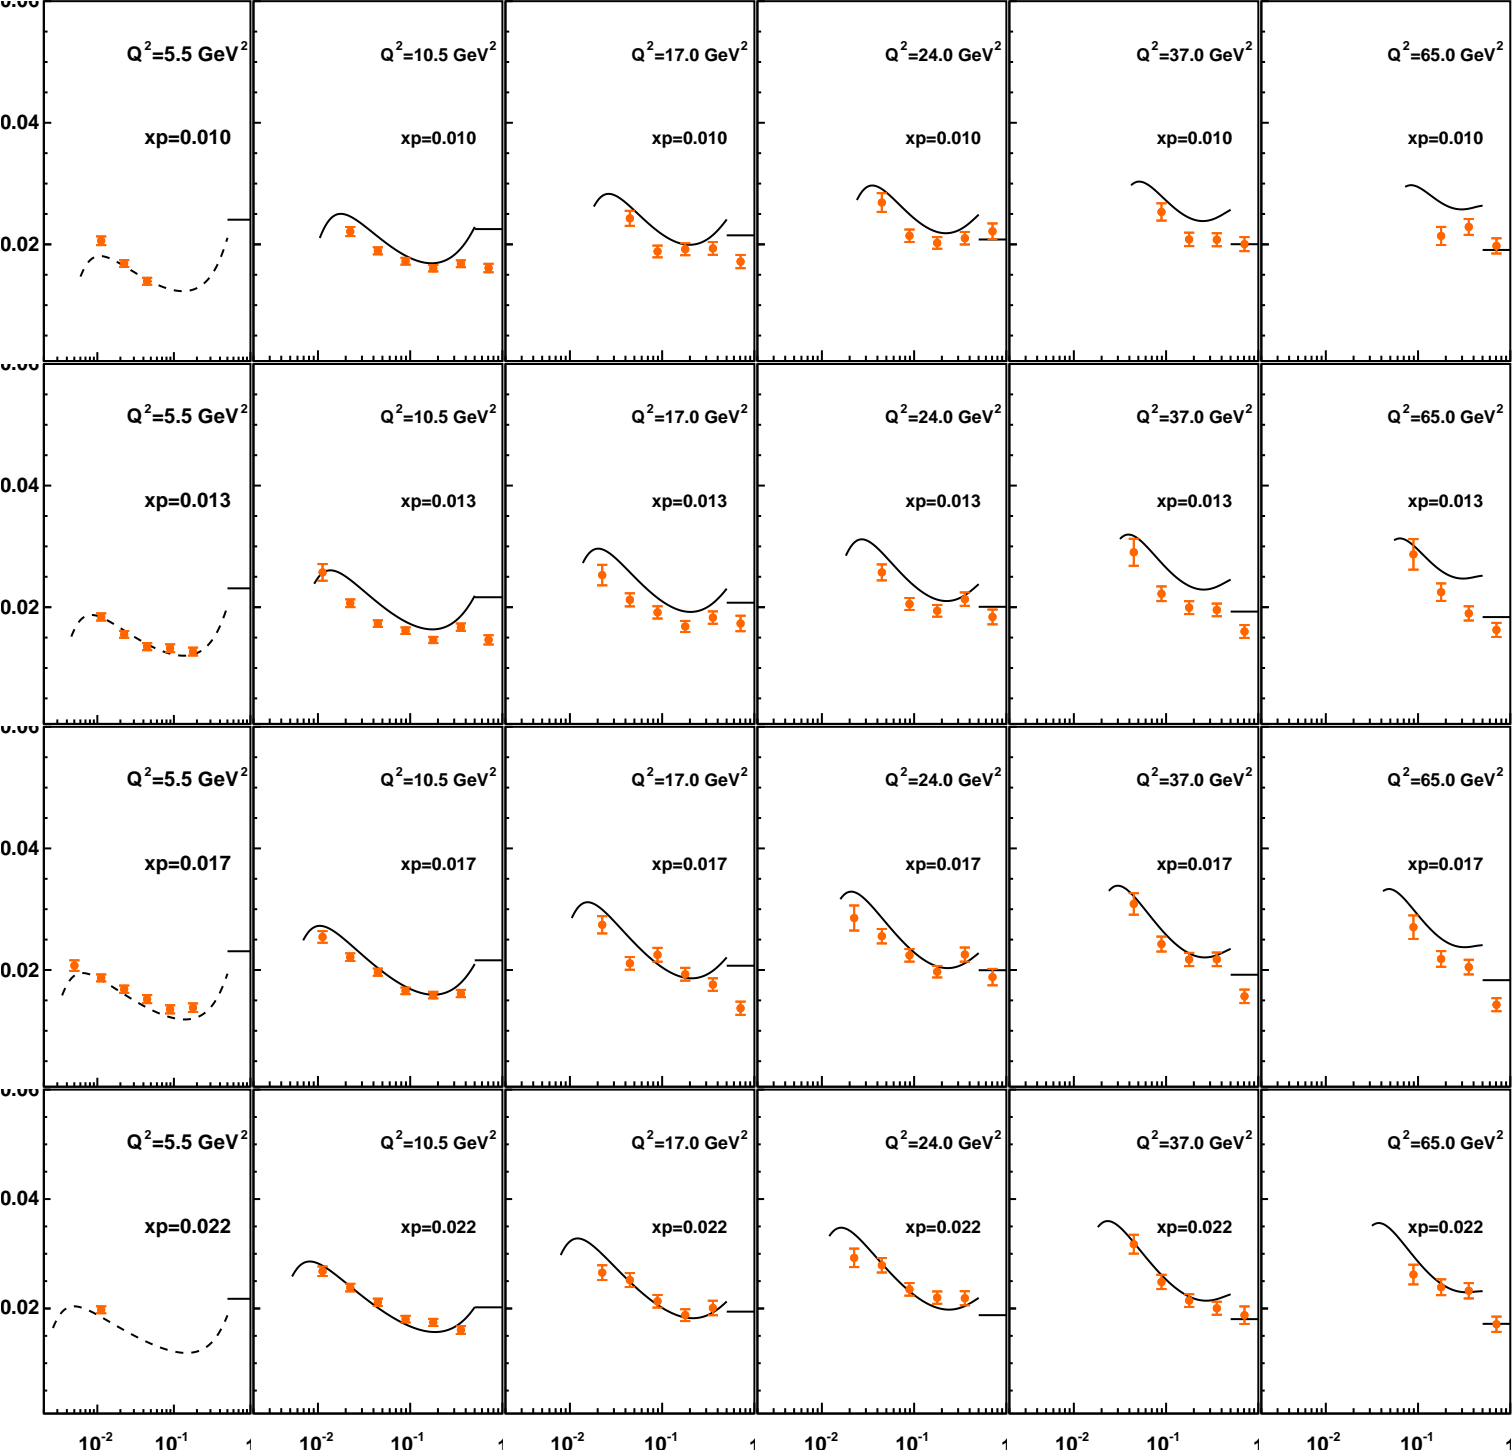 0.06
Q²=5.5 GeV² Q²=10.5 GeV² Q²=17.0 GeV² Q²=24.0 GeV² Q²=37.0 GeV² Q²=65.0 GeV²
0.04
xp=0.010 xp=0.010 xp=0.010 xp=0.010 xp=0.010 xp=0.010
0.02
0.06
Q²=5.5 GeV² Q²=10.5 GeV² Q²=17.0 GeV² Q²=24.0 GeV² Q²=37.0 GeV² Q²=65.0 GeV²
0.04
xp=0.013 xp=0.013 xp=0.013 xp=0.013 xp=0.013 xp=0.013
0.02
0.06
Q²=5.5 GeV² Q²=10.5 GeV² Q²=17.0 GeV² Q²=24.0 GeV² Q²=37.0 GeV² Q²=65.0 GeV²
0.04
xp=0.017 xp=0.017 xp=0.017 xp=0.017 xp=0.017 xp=0.017
0.02
0.06
Q²=5.5 GeV² Q²=10.5 GeV² Q²=17.0 GeV² Q²=24.0 GeV² Q²=37.0 GeV² Q²=65.0 GeV²
0.04
xp=0.022 xp=0.022 xp=0.022 xp=0.022 xp=0.022 xp=0.022
0.02
10⁻² 10⁻¹ 1 10⁻² 10⁻¹ 1 10⁻² 10⁻¹ 1 10⁻² 10⁻¹ 1 10⁻² 10⁻¹ 1 10⁻² 10⁻¹ 1